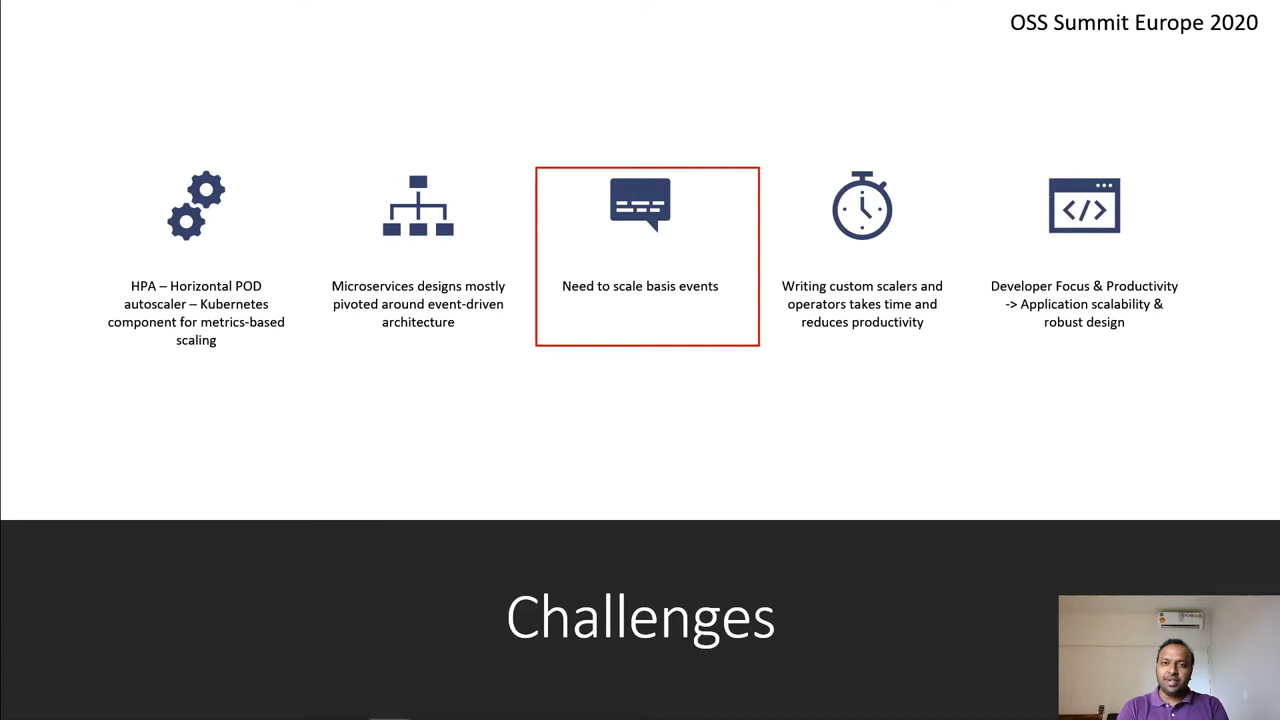 OSS Summit Europe 2020
HPA – Horizontal POD
autoscaler – Kubernetes
component for metrics-based
scaling
Microservices designs mostly
pivoted around event-driven
architecture
Need to scale basis events
Writing custom scalers and
operators takes time and
reduces productivity
Developer Focus & Productivity
-> Application scalability &
robust design
Challenges